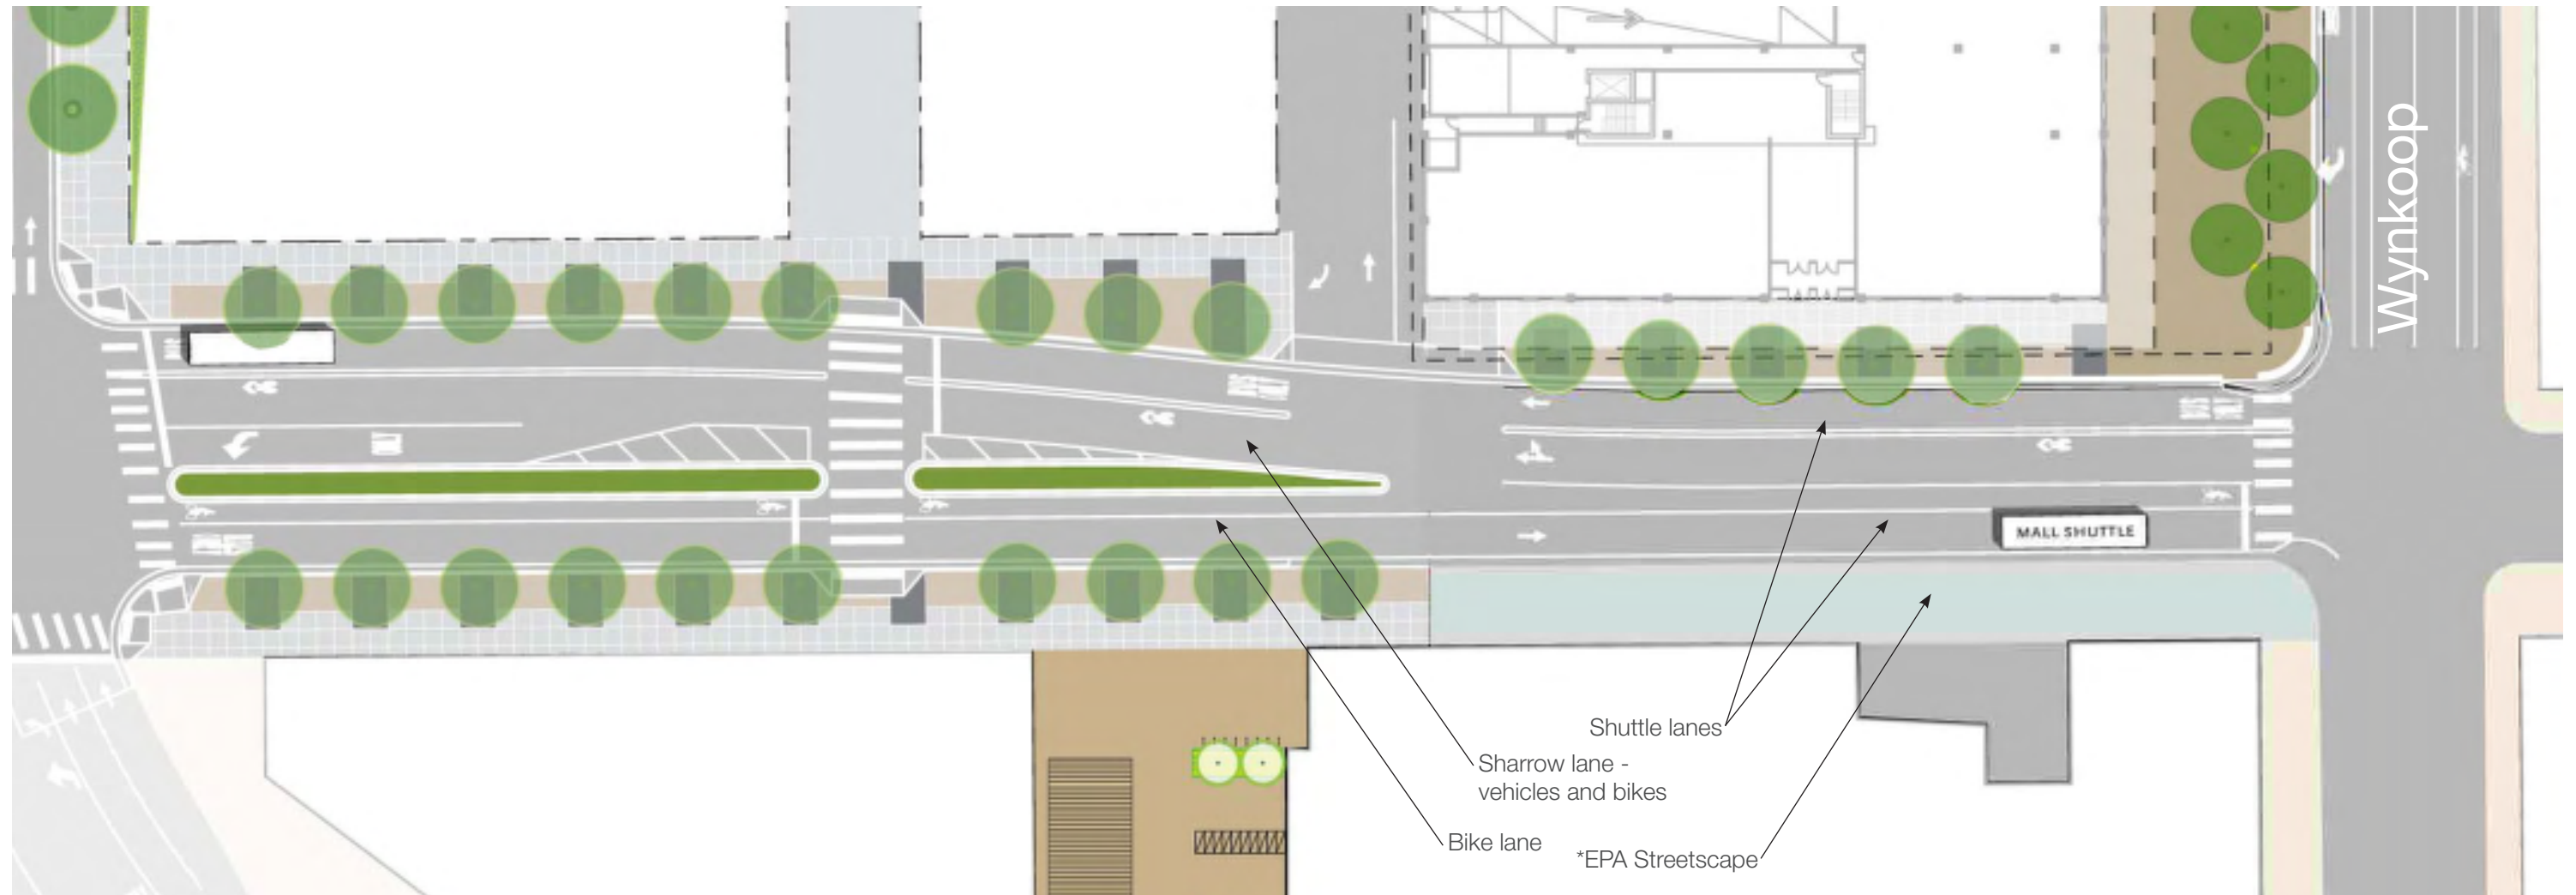 Wynkoop
MALL SHUTTLE
Shuttle lanes
Sharrow lane -
vehicles and bikes
Bike lane
*EPA Streetscape